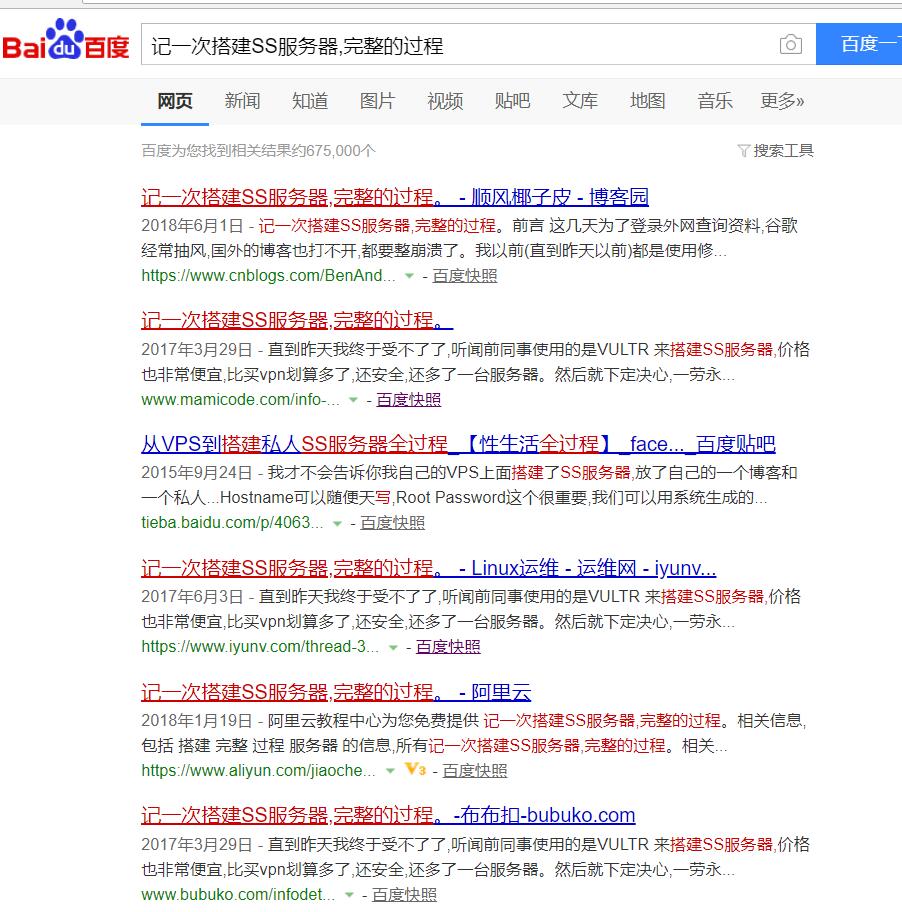 Bai du 百度
记一次搭建SS服务器,完整的过程
百度一
网页 新闻 知道 图片 视频 贴吧 文库 地图 音乐 更多»
百度为您找到相关结果约675,000个
搜索工具
记一次搭建SS服务器,完整的过程。 - 顺风椰子皮 - 博客园
2018年6月1日 - 记一次搭建SS服务器,完整的过程。前言 这几天为了登录外网查询资料,谷歌
经常抽风,国外的博客也打不开,都要整崩溃了。我以前(直到昨天以前)都是使用修...
https://www.cnblogs.com/BenAnd... - 百度快照
记一次搭建SS服务器,完整的过程。
2017年3月29日 - 直到昨天我终于受不了了,听闻前同事使用的是VULTR 来搭建SS服务器,价格
也非常便宜,比买vpn划算多了,还安全,还多了一台服务器。然后就下定决心,一劳永...
www.mamicode.com/info-... - 百度快照
从VPS到搭建私人SS服务器全过程_【性生活全过程】_face..._百度贴吧
2015年9月24日 - 我才不会告诉你我自己的VPS上面搭建了SS服务器,放了自己的一个博客和
一个私人...Hostname可以随便天写,Root Password这个很重要,我们可以用系统生成的...
tieba.baidu.com/p/4063... - 百度快照
记一次搭建SS服务器,完整的过程。 - Linux运维 - 运维网 - iyunv...
2017年6月3日 - 直到昨天我终于受不了了,听闻前同事使用的是VULTR 来搭建SS服务器,价格
也非常便宜,比买vpn划算多了,还安全,还多了一台服务器。然后就下定决心,一劳永...
https://www.iyunv.com/thread-3... - 百度快照
记一次搭建SS服务器,完整的过程。 - 阿里云
2018年1月19日 - 阿里云教程中心为您免费提供 记一次搭建SS服务器,完整的过程。相关信息,
包括 搭建 完整 过程 服务器 的信息,所有记一次搭建SS服务器,完整的过程。相关...
https://www.aliyun.com/jiaoche... V3 - 百度快照
记一次搭建SS服务器,完整的过程。-布布扣-bubuko.com
2017年3月29日 - 直到昨天我终于受不了了,听闻前同事使用的是VULTR 来搭建SS服务器,价格
也非常便宜,比买vpn划算多了,还安全,还多了一台服务器。然后就下定决心,一劳永...
www.bubuko.com/infodet... - 百度快照